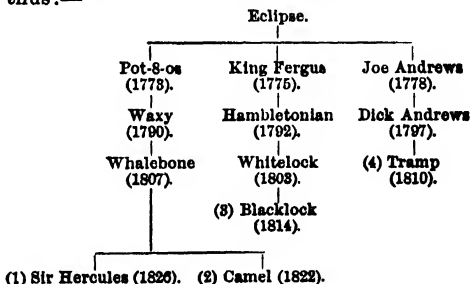 Eclipse.
Pot-8-os King Fergus Joe Andrews
(1773). (1775). (1778).
Waxy Hambletonian Dick Andrews
(1790). (1792). (1797).
Whalebone Whitelock (4) Tramp
(1807). (1803). (1810).
(3) Blacklock
(1814).
(1) Sir Hercules (1826). (2) Camel (1822).